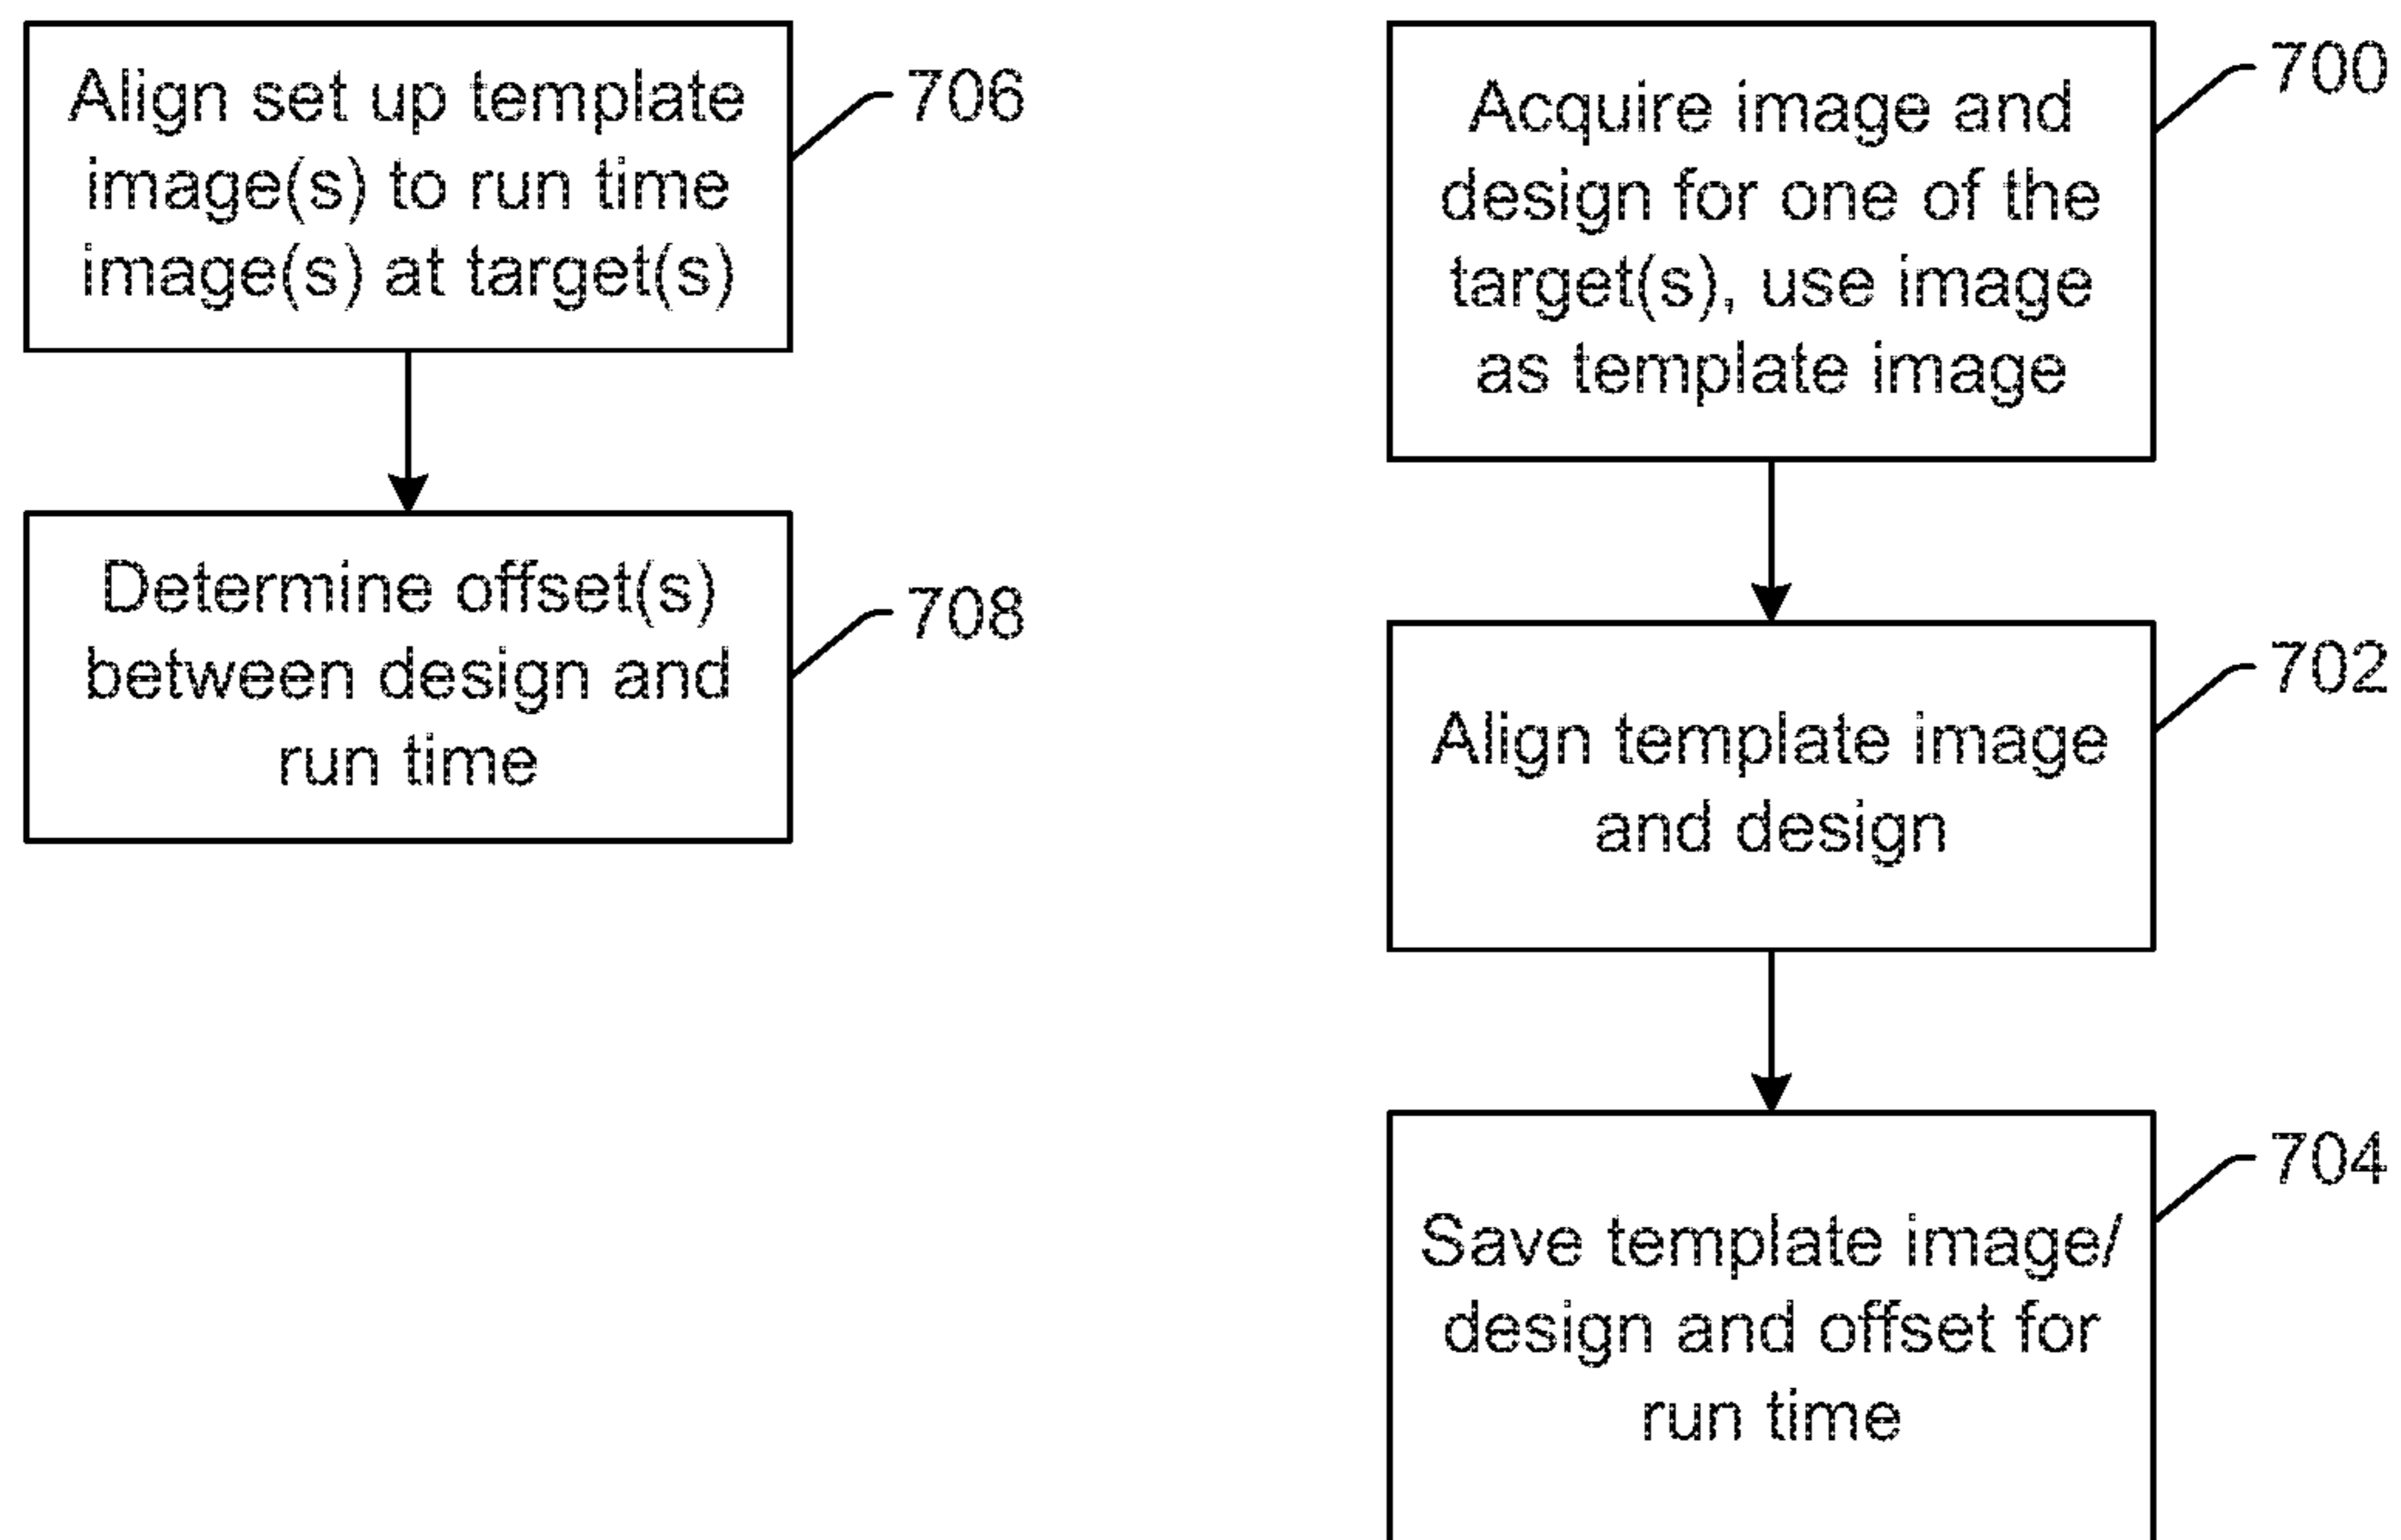 Align set up template
image(s) to run time
image(s) at target(s)
706
Determine offset(s)
between design and
run time
708
Acquire image and
design for one of the
target(s), use image
as template image
700
Align template image
and design
702
Save template image/
design and offset for
run time
704